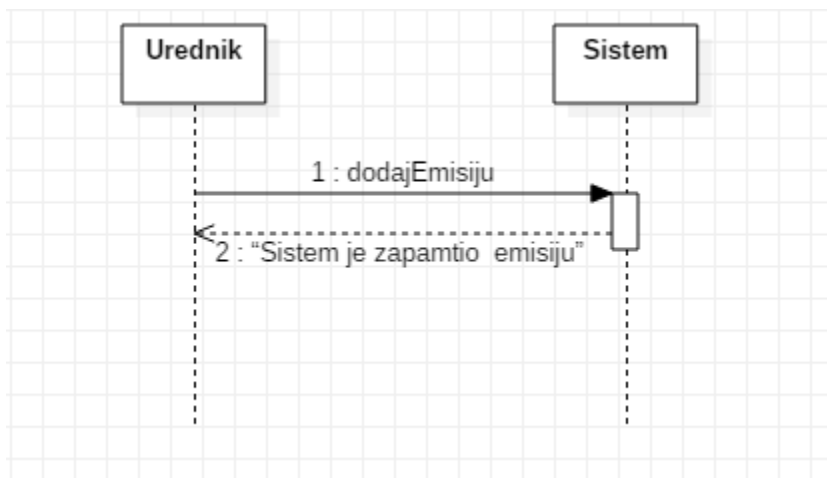 Urednik
Sistem
1 : dodajEmisiju
2 : “Sistem je zapamtio  emisiju”